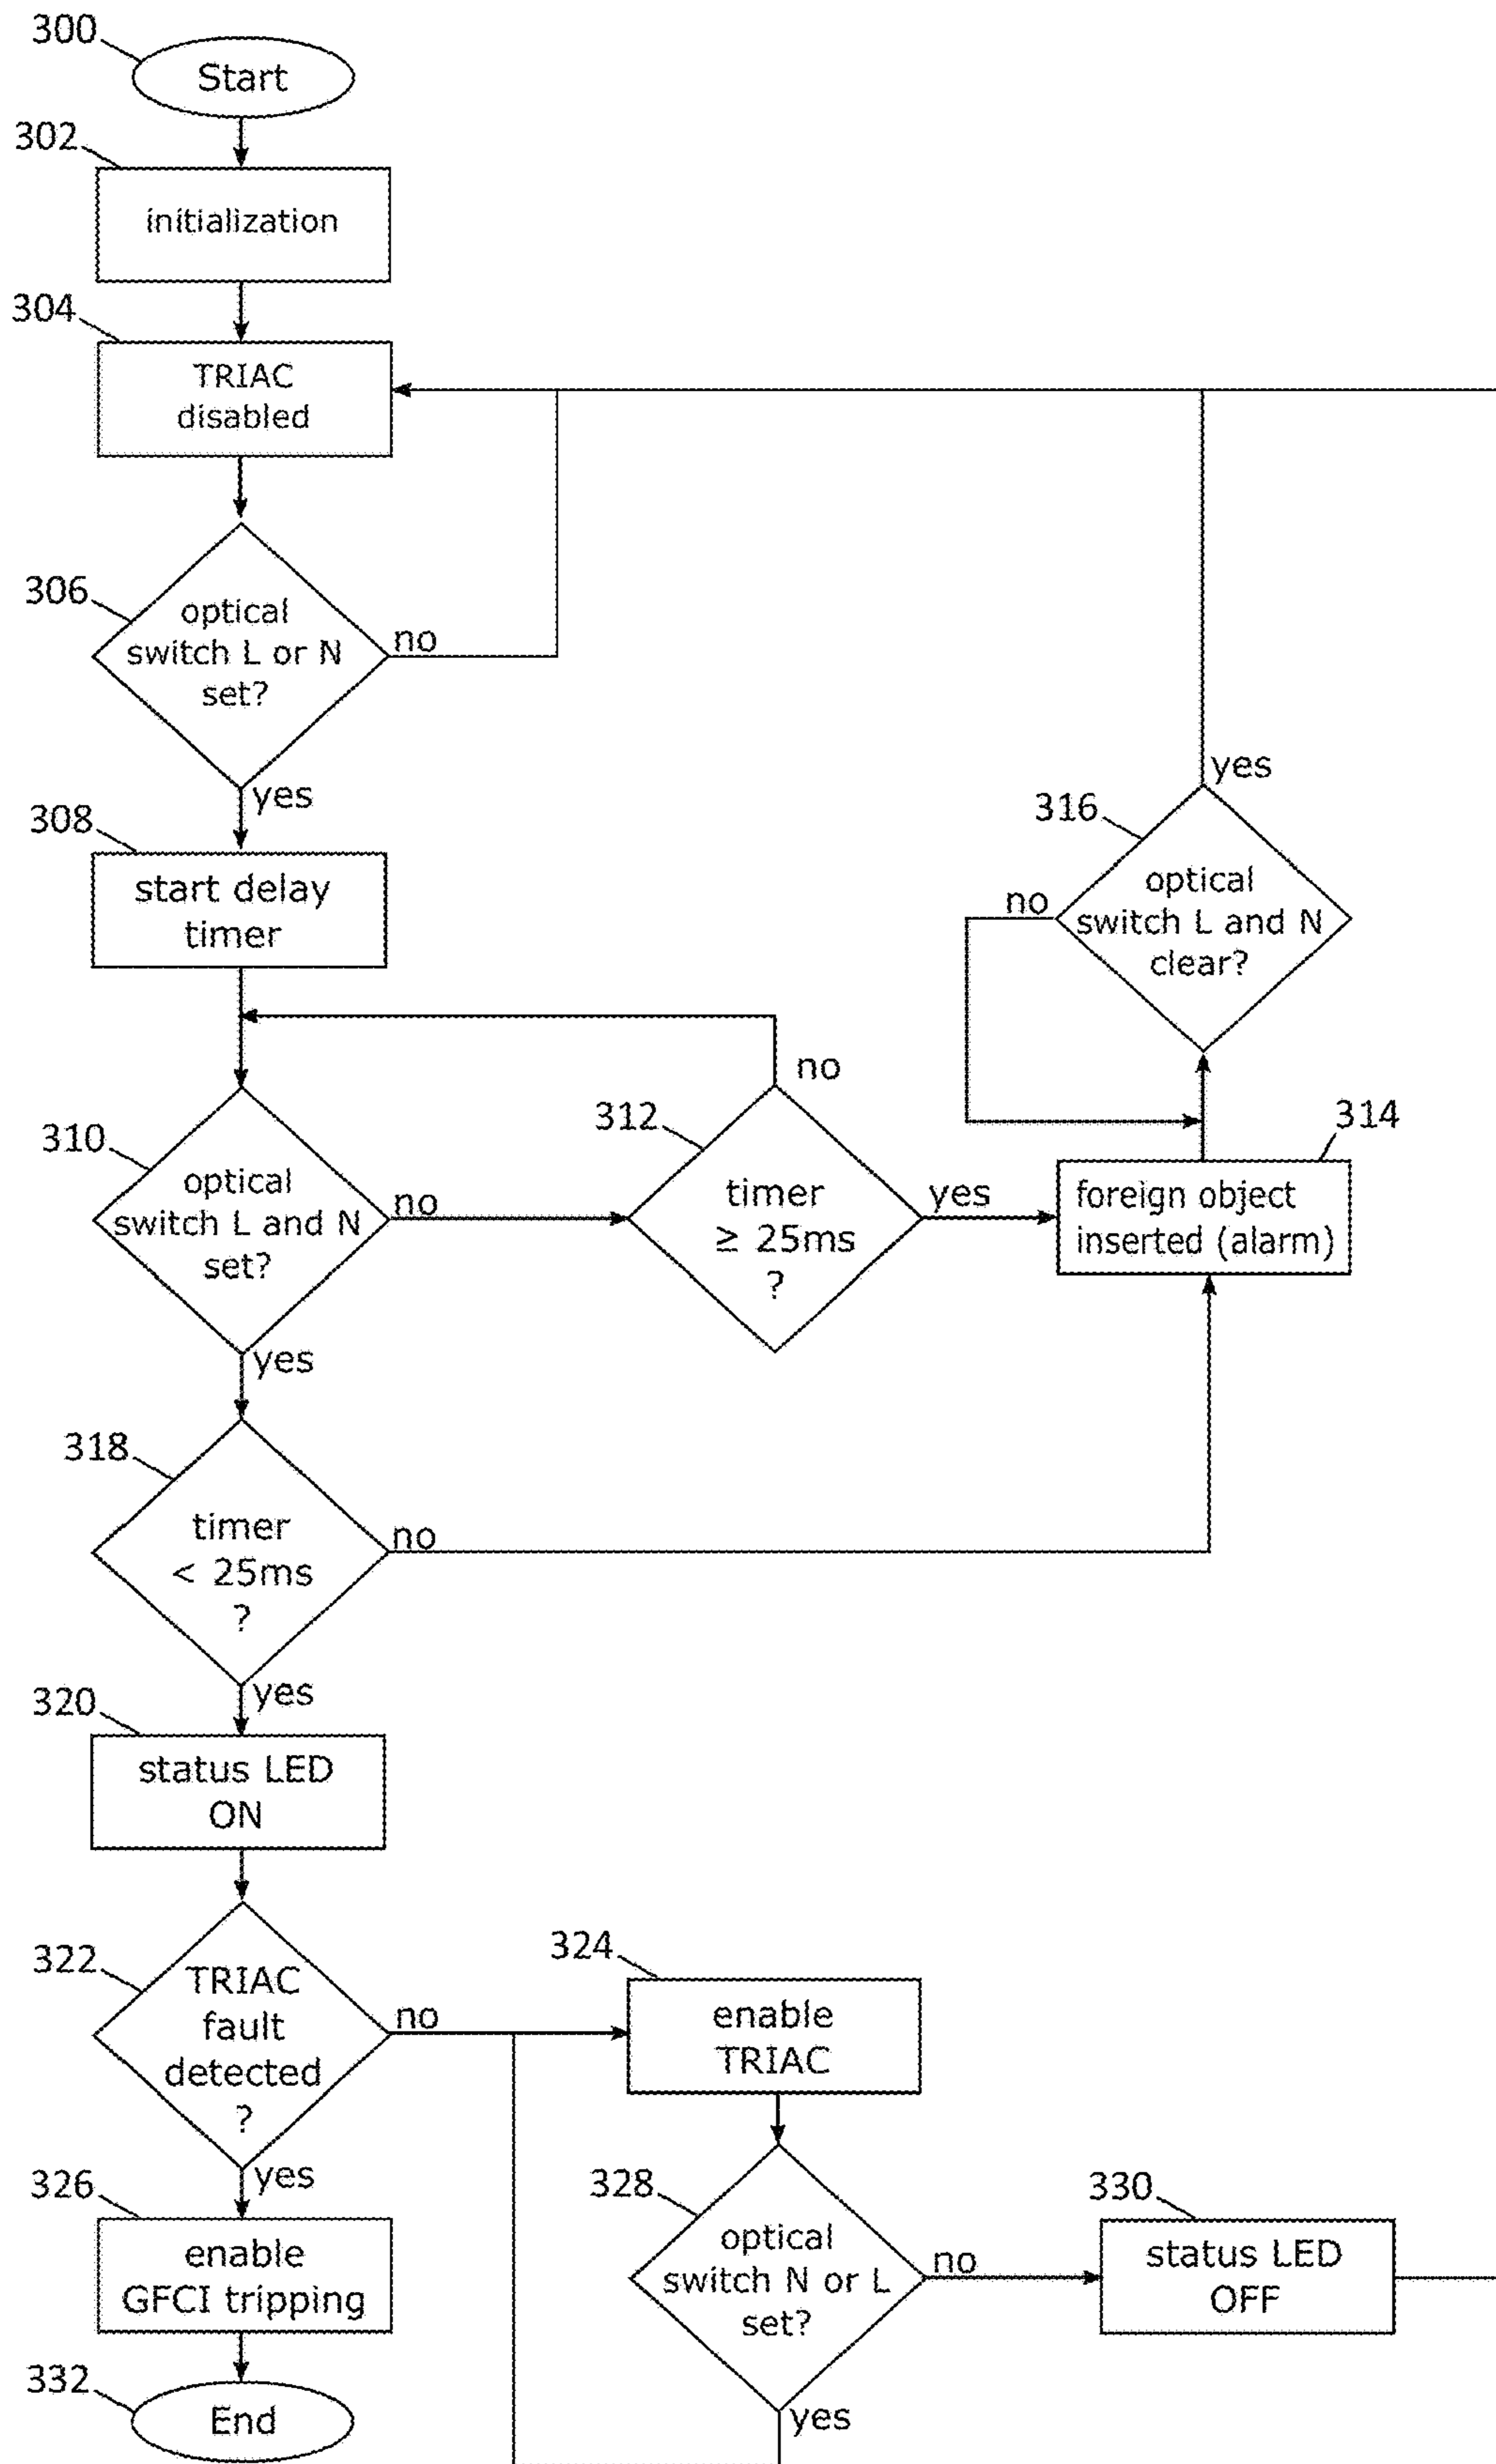 300
Start
302
initialization
304
TRIAC
disabled
306
optical
switch L or N
set?
no
yes
308
start delay
timer
310
optical
switch L and N
set?
no
yes
312
timer
≥ 25ms
?
no
yes
314
foreign object
inserted (alarm)
316
optical
switch L and N
clear?
no
yes
318
timer
< 25ms
?
no
yes
320
status LED
ON
322
TRIAC
fault
detected
?
no
yes
324
enable
TRIAC
326
enable
GFCI tripping
328
optical
switch N or L
set?
no
yes
330
status LED
OFF
332
End